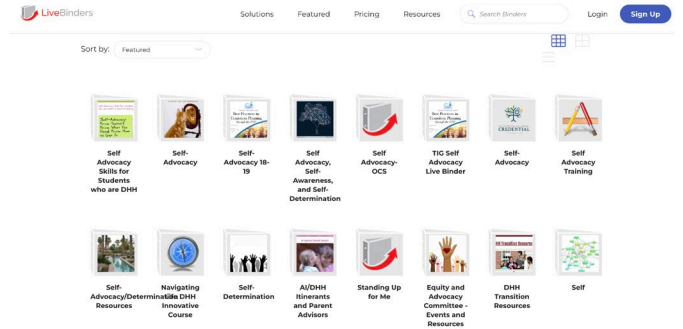 LiveBinders
Solutions
Featured
Pricing
Resources
Search Binders
Login
Sign Up
Sort by:
Featured
Self
Advocacy
Skills for
Students
who are DHH
Self-
Advocacy
Self-
Advocacy 18-
19
Self
Advocacy,
Self-
Awareness,
and Self-
Determination
Self
Advocacy-
OCS
TIG Self
Advocacy
Live Binder
CREDENTIAL
Self-
Advocacy
Self
Advocacy
Training
Self-
Advocacy/Determination
Resources
Navigating
Life DHH
Innovative
Course
Self-
Determination
AI/DHH
Itinerants
and Parent
Advisors
Standing Up
for Me
Equity and
Advocacy
Committee -
Events and
Resources
DHH Transition Resources
DHH
Transition
Resources
Self